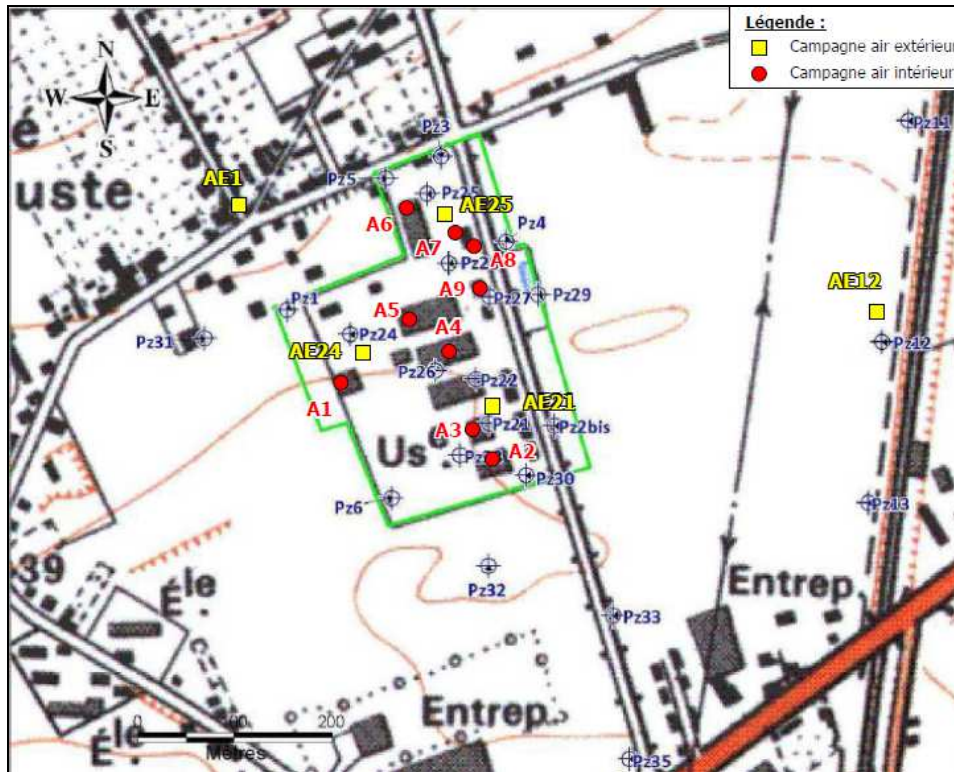 Légende :
Campagne air extérieur
Campagne air intérieur
N
W E
S
Pz3
Pz11
Pz5
AE1
uste
Pz25
AE25
A6
Pz4
A7
A8
Pz2
A9
Pz27
Pz29
AE12
Pz1
A5
A4
Pz24
Pz31
AE24
Pz12
Pz26
Pz22
A1
AE21
Pz21
A3
Pz2bis
Us
A2
Pz30
Pz6
Pz13
39
É.le
Pz32
Entrep.
Pz33
Entrep.
0 200
É.le
Mètres
Pz35